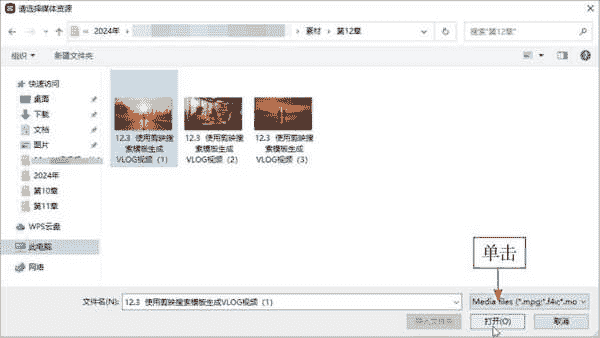 请选择媒体资源
2024年 > 素材 > 第12章
搜索"第12章"
组织
新建文件夹
快速访问
桌面
下载
文档
图片
2024年
第10章
第11章
WPS云盘
此电脑
网络
12.3 使用剪映搜
索模板生成
VLOG视频(1)
12.3 使用剪映搜
索模板生成
VLOG视频(2)
12.3 使用剪映搜
索模板生成
VLOG视频(3)
单击
文件名(N):
12.3 使用剪映搜索模板生成VLOG视频(1)
Media files (*.mpg;*.f4v;*.mo
导入文件夹
打开(O)
取消